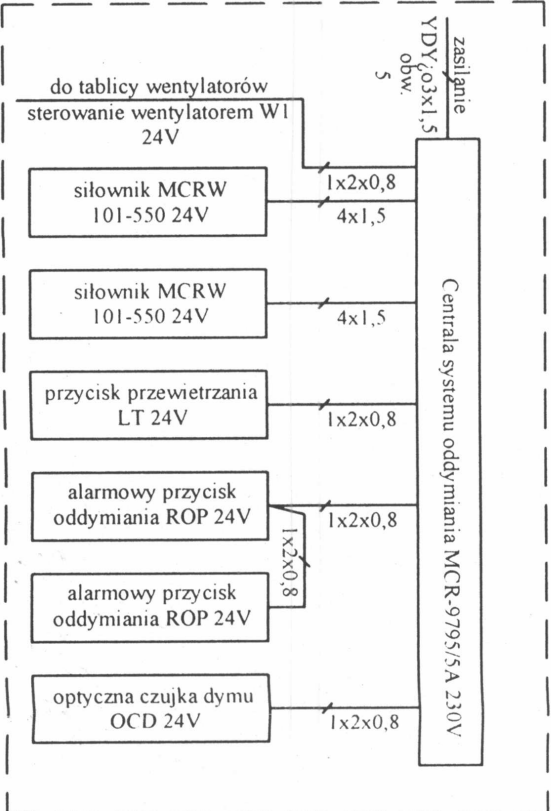 zasilanie
YDYżo3x1,5
obw.
5
do tablicy wentylatorów
sterowanie wentylatorem W1
24V
1x2x0,8
siłownik MCRW
101-550 24V
4x1,5
siłownik MCRW
101-550 24V
4x1,5
przycisk przewietrzania
LT 24V
1x2x0,8
alarmowy przycisk
oddymiania ROP 24V
1x2x0,8
1x2x0,8
alarmowy przycisk
oddymiania ROP 24V
optyczna czujka dymu
OCD 24V
1x2x0,8
Centrala systemu oddymiania MCR-9795/5A 230V